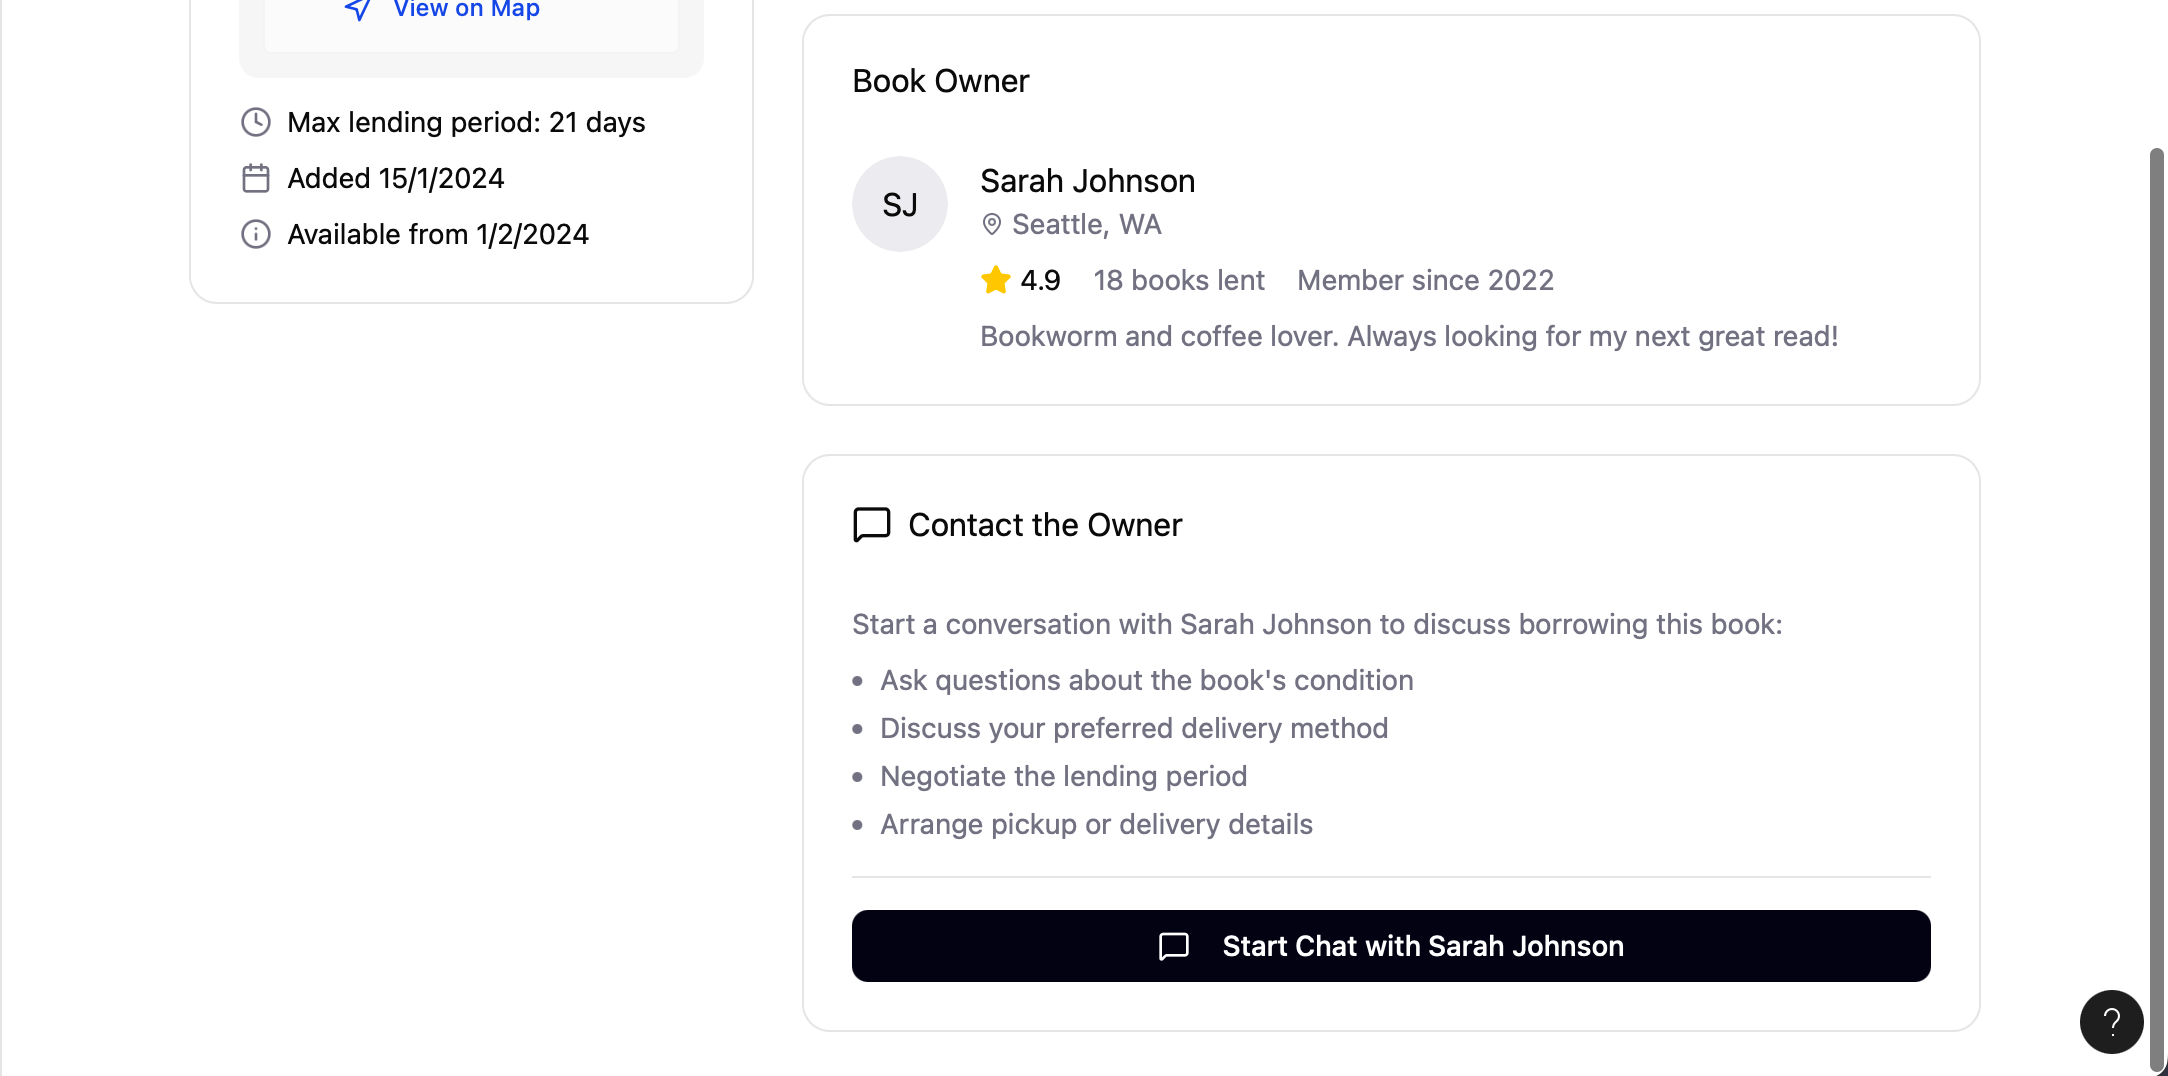 View on Map
Max lending period: 21 days
Added 15/1/2024
Available from 1/2/2024
Book Owner
SJ
Sarah Johnson
Seattle, WA
4.9 18 books lent Member since 2022
Bookworm and coffee lover. Always looking for my next great read!
Contact the Owner
Start a conversation with Sarah Johnson to discuss borrowing this book:
• Ask questions about the book's condition
• Discuss your preferred delivery method
• Negotiate the lending period
• Arrange pickup or delivery details
Start Chat with Sarah Johnson
?